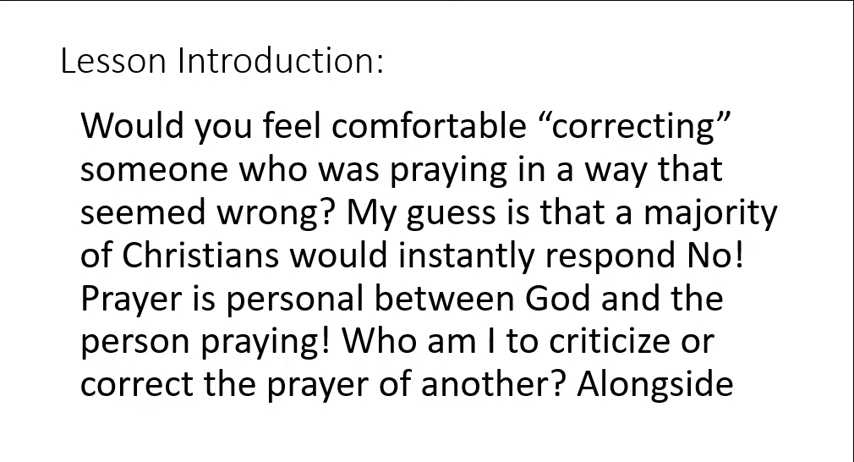 Lesson Introduction:
Would you feel comfortable “correcting”
someone who was praying in a way that
seemed wrong? My guess is that a majority
of Christians would instantly respond No!
Prayer is personal between God and the
person praying! Who am I to criticize or
correct the prayer of another? Alongside